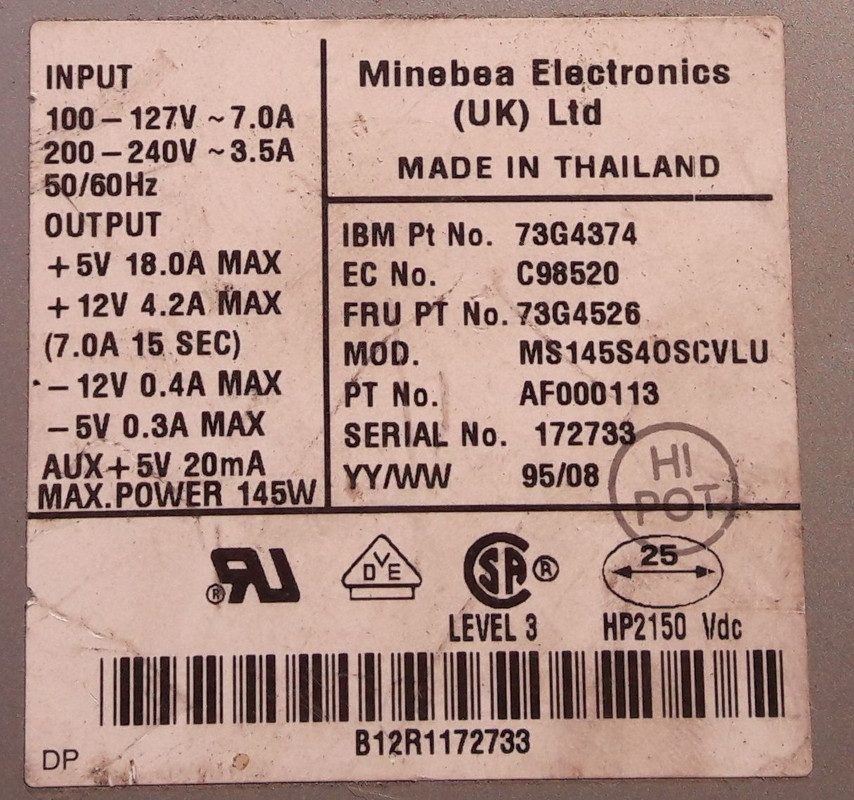 INPUT
100–127V ~7.0A
200–240V ~3.5A
50/60Hz
OUTPUT
+5V 18.0A MAX
+12V 4.2A MAX
(7.0A 15 SEC)
–12V 0.4A MAX
–5V 0.3A MAX
AUX+5V 20mA
MAX.POWER 145W
Minebea Electronics
(UK) Ltd
MADE IN THAILAND
IBM Pt No. 73G4374
EC No. C98520
FRU PT No. 73G4526
MOD. MS145S40SCVLU
PT No. AF000113
SERIAL No. 172733
YY/WW 95/08
HI
POT
® UR
VDE
SA ®
LEVEL 3
25
HP2150 Vdc
B12R1172733
DP